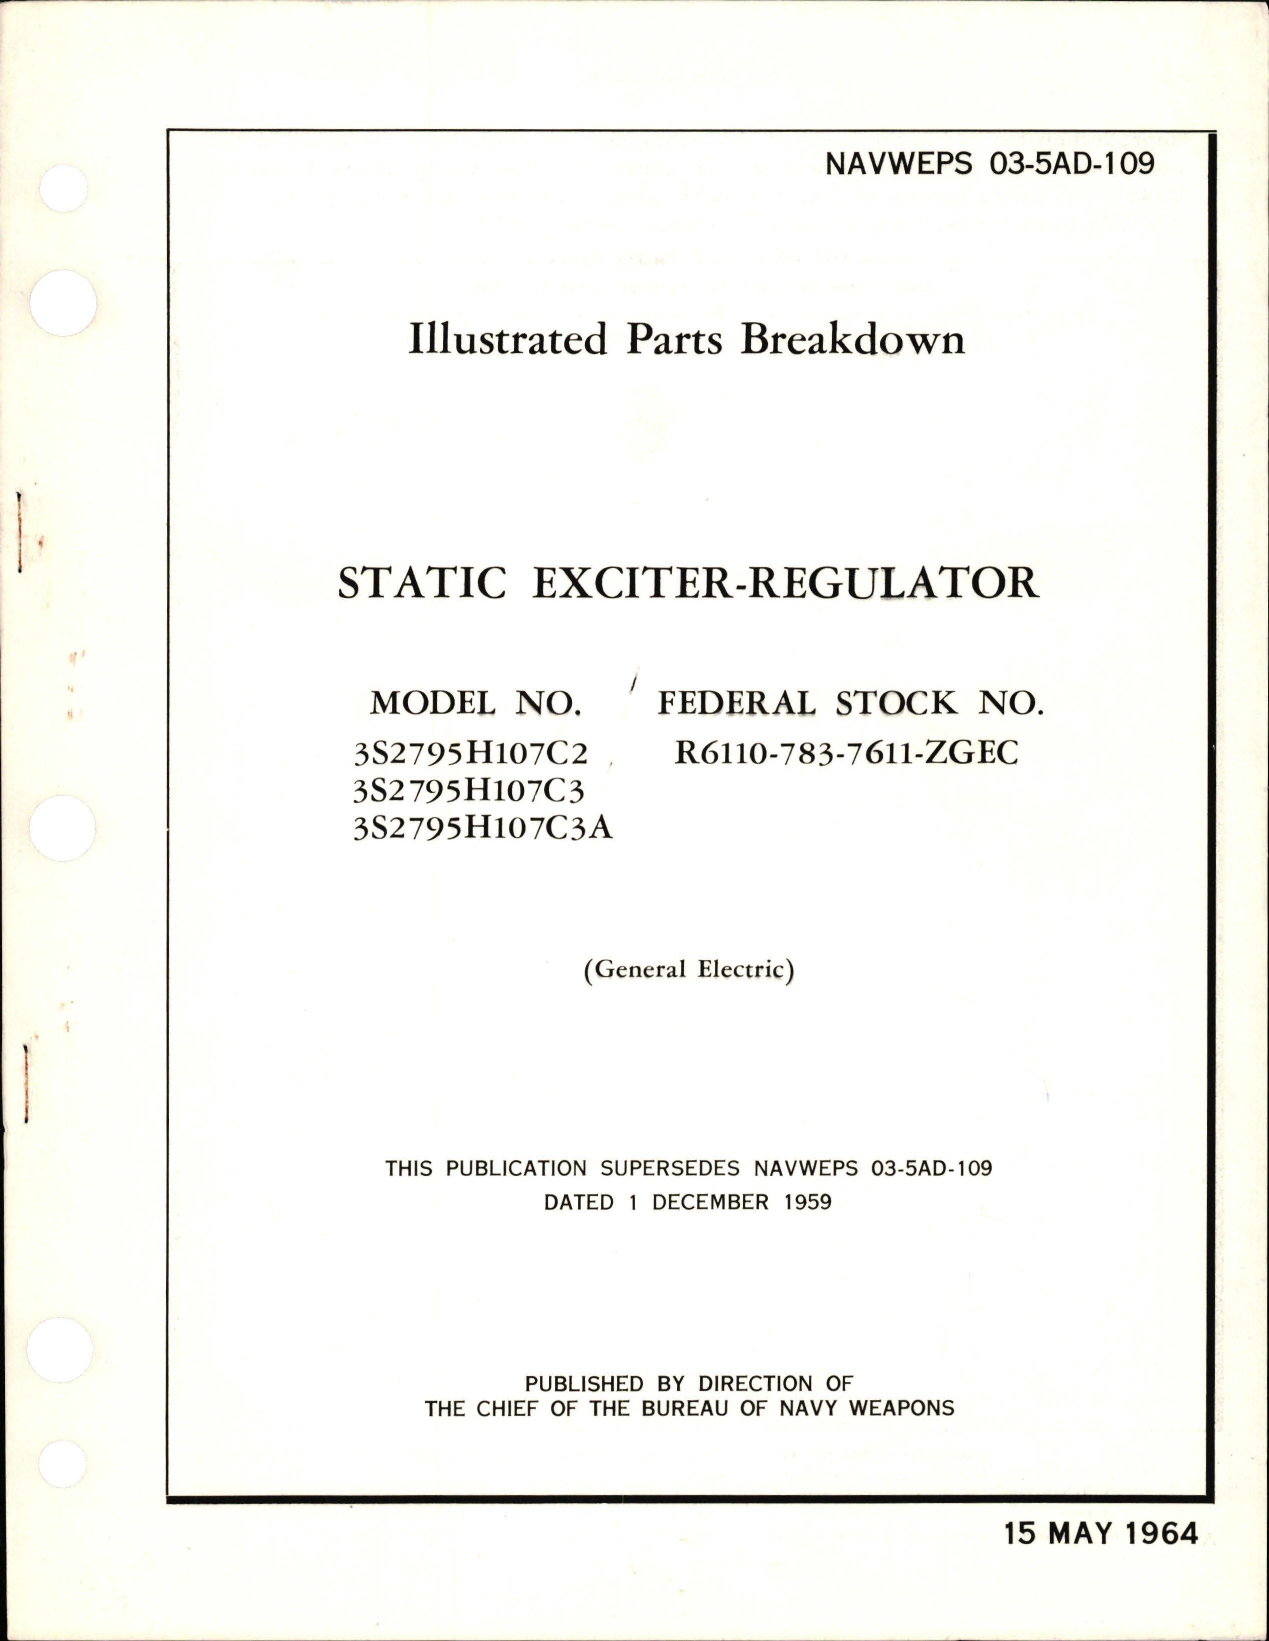 NAVWEPS 03-5AD-109
Illustrated Parts Breakdown
STATIC EXCITER-REGULATOR
MODEL NO. FEDERAL STOCK NO.
3S2795H107C2 R6110-783-7611-ZGEC
3S2795H107C3
3S2795H107C3A
(General Electric)
THIS PUBLICATION SUPERSEDES NAVWEPS 03-5AD-109
DATED 1 DECEMBER 1959
PUBLISHED BY DIRECTION OF
THE CHIEF OF THE BUREAU OF NAVY WEAPONS
15 MAY 1964